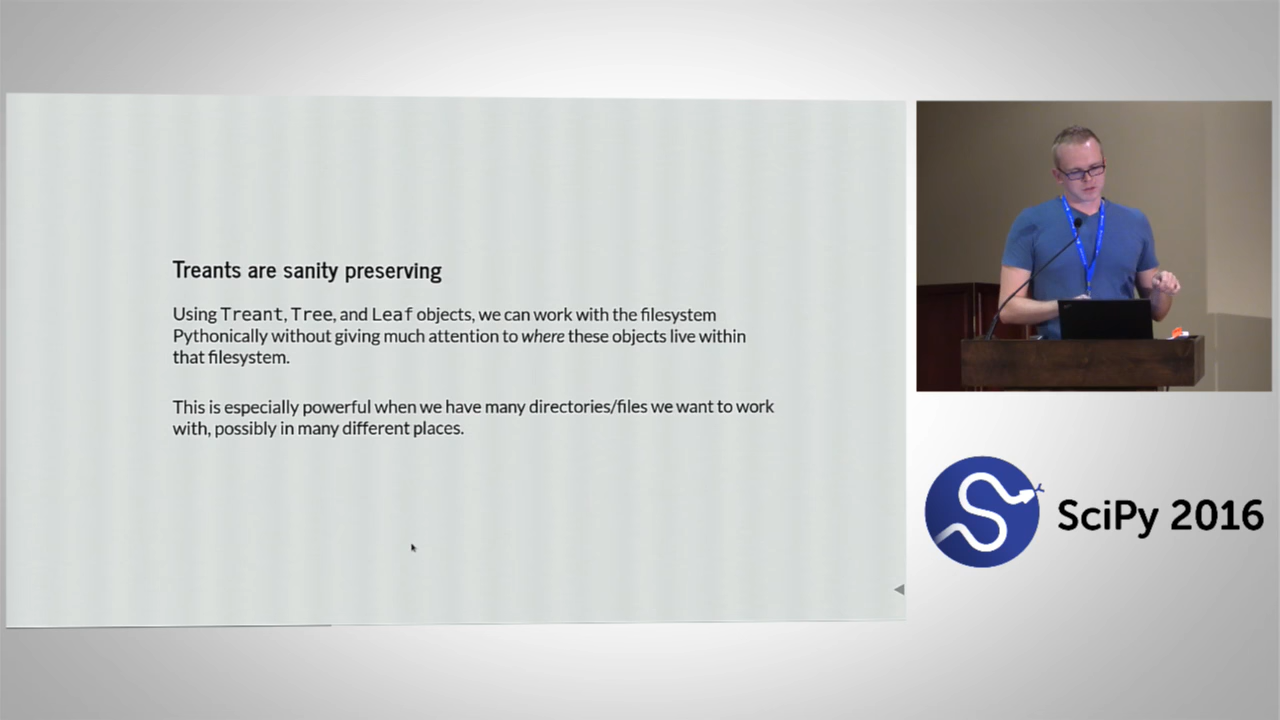 Treants are sanity preserving
Using Treant, Tree, and Leaf objects, we can work with the filesystem
Pythonically without giving much attention to where these objects live within
that filesystem.
This is especially powerful when we have many directories/files we want to work
with, possibly in many different places.
SciPy 2016